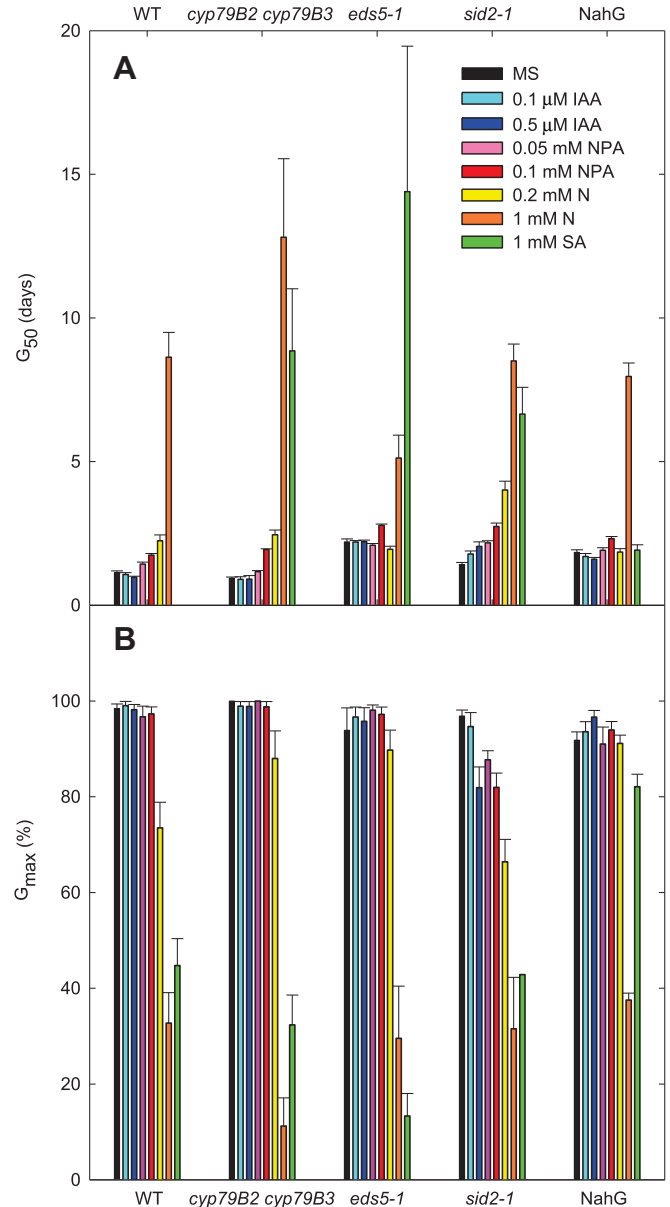 WT cyp79B2 cyp79B3 eds5-1 sid2-1 NahG
20
A
MS
0.1 μM IAA
0.5 μM IAA
0.05 mM NPA
0.1 mM NPA
0.2 mM N
1 mM N
1 mM SA
15
10
5
0
G50 (days)
B
100
80
60
40
20
0
Gmax (%)
WT cyp79B2 cyp79B3 eds5-1 sid2-1 NahG